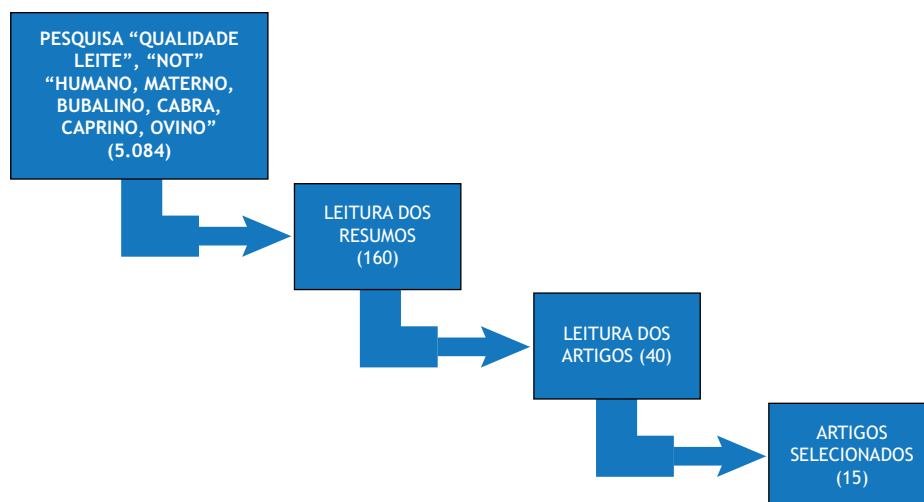 PESQUISA “QUALIDADE
LEITE”, “NOT”
“HUMANO, MATERNO,
BUBALINO, CABRA,
CAPRINO, OVINO”
(5.084)
LEITURA DOS
RESUMOS
(160)
LEITURA DOS
ARTIGOS (40)
ARTIGOS
SELECIONADOS
(15)